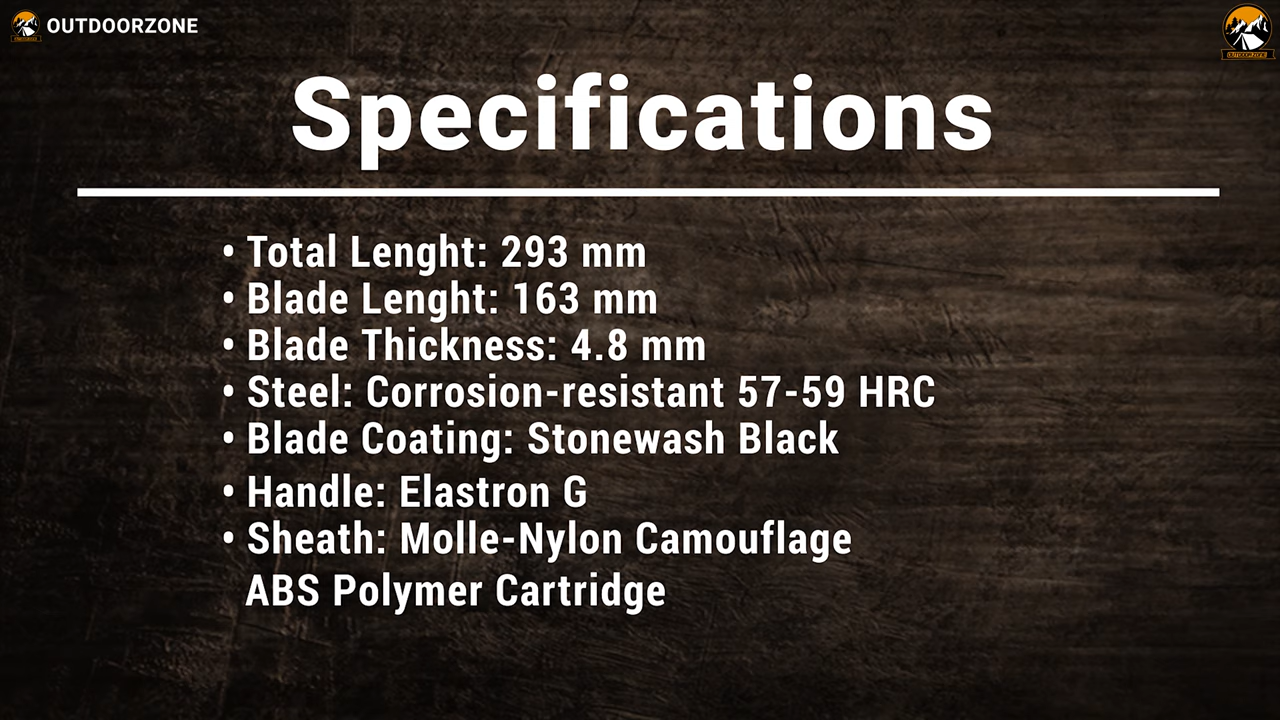 OUTDOORZONE
OUTDOORZONE
Specifications
• Total Lenght: 293 mm
• Blade Lenght: 163 mm
• Blade Thickness: 4.8 mm
• Steel: Corrosion-resistant 57-59 HRC
• Blade Coating: Stonewash Black
• Handle: Elastron G
• Sheath: Molle-Nylon Camouflage
ABS Polymer Cartridge